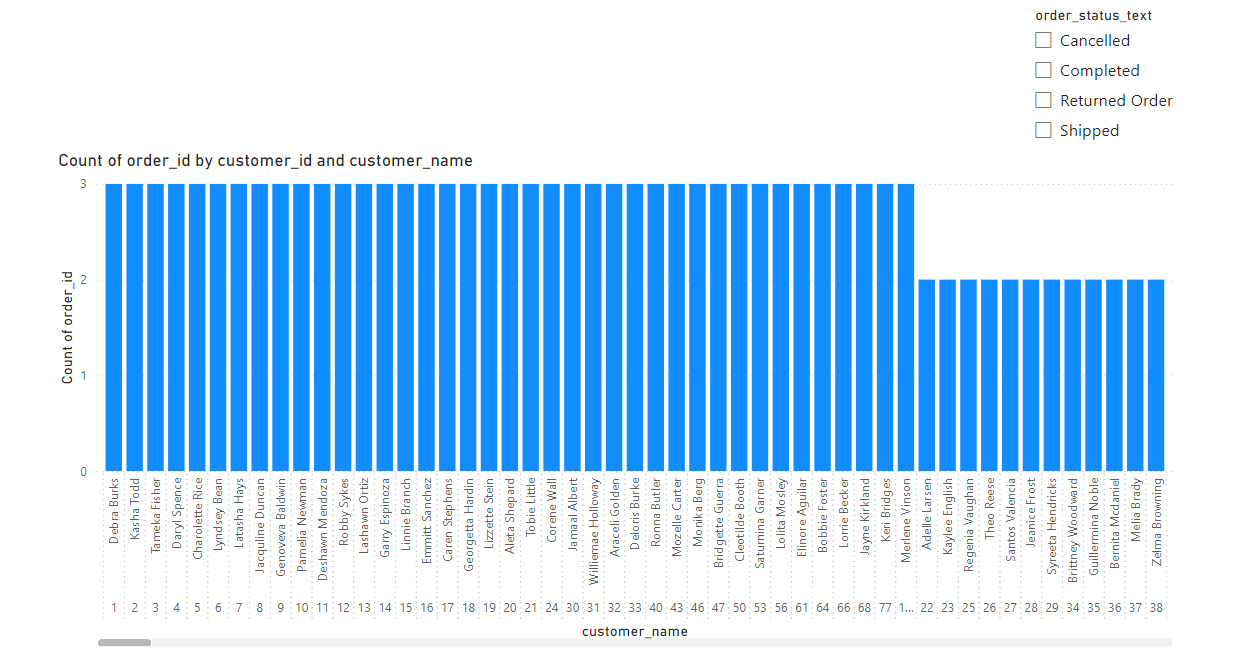 order_status_text
Cancelled
Completed
Returned Order
Shipped
Count of order_id by customer_id and customer_name
Count of order_id
3
2
1
0
Debra Burks
Kasha Todd
Tameka Fisher
Daryl Spence
Charolette Rice
Lyndsey Bean
Latasha Hays
Jacquline Duncan
Genoveva Baldwin
Pamelia Newman
Deshawn Mendoza
Robby Sykes
Lashawn Ortiz
Garry Espinoza
Linnie Branch
Emmitt Sanchez
Caren Stephens
Georgetta Hardin
Lizzette Stein
Aleta Shepard
Tobie Little
Corene Wall
Jamaal Albert
Williemae Holloway
Araceli Golden
Deloris Burke
Ronna Butler
Mozelle Carter
Monika Berg
Bridgette Guerra
Cleotilde Booth
Saturnina Garner
Lolita Mosley
Elinore Aguilar
Bobbie Foster
Lorrie Becker
Jayne Kirkland
Keri Bridges
Merlene Vinson
Adelle Larsen
Kaylee English
Regenia Vaughan
Theo Reese
Santos Valencia
Jeanice Frost
Syreeta Hendricks
Brittney Woodward
Guillermina Noble
Bernita Mcdaniel
Melia Brady
Zelma Browning
1 2 3 4 5 6 7 8 9 10 11 12 13 14 15 16 17 18 19 20 21 24 30 31 32 33 40 43 46 47 50 53 56 61 64 66 68 77 1... 22 23 25 26 27 28 29 34 35 36 37 38
customer_name